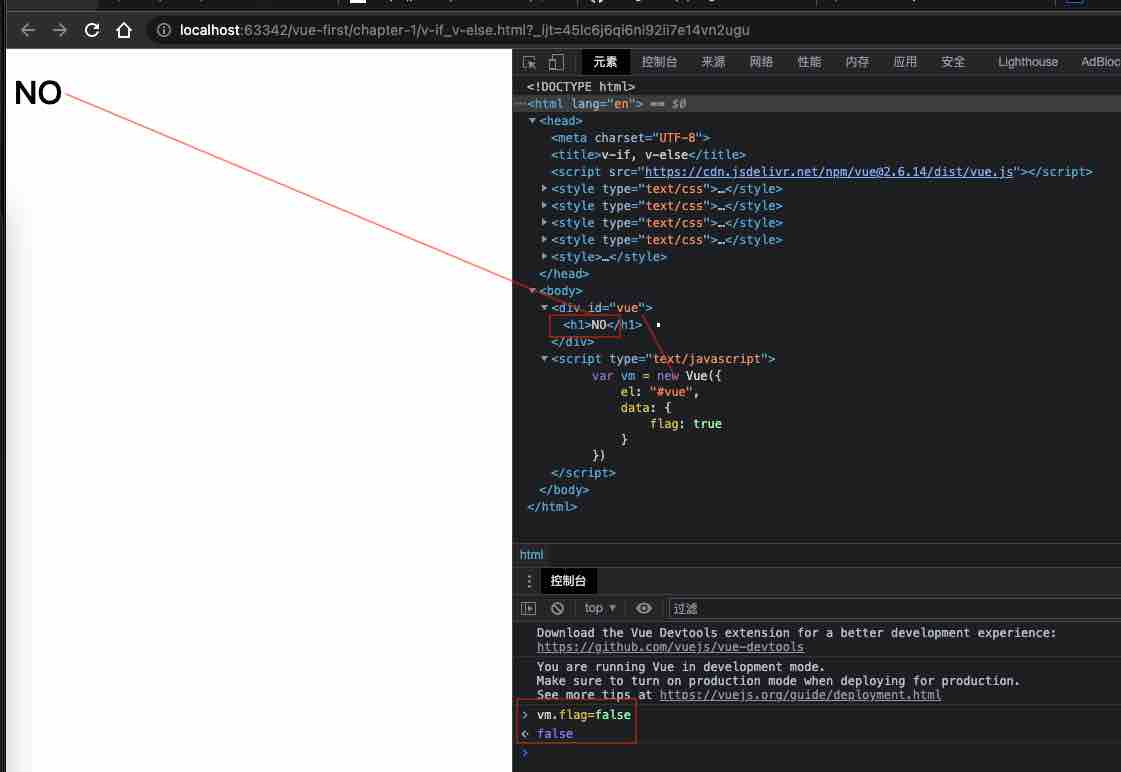 localhost:63342/vue-first/chapter-1/v-if_v-else.html?_ijt=45lc6j6qi6ni92ii7e14vn2ugu
元素 控制台 来源 网络 性能 内存 应用 安全 Lighthouse AdBloc
NO
<!DOCTYPE html>
<html lang="en"> == $0
<head>
<meta charset="UTF-8">
<title>v-if, v-else</title>
<script src="https://cdn.jsdelivr.net/npm/vue@2.6.14/dist/vue.js"></script>
<style type="text/css">…</style>
<style type="text/css">…</style>
<style type="text/css">…</style>
<style type="text/css">…</style>
<style>…</style>
</head>
<body>
<div id="vue">
<h1>NO</h1>
</div>
<script type="text/javascript">
var vm = new Vue({
el: "#vue",
data: {
flag: true
}
})
</script>
</body>
</html>
html
控制台
top 过滤
Download the Vue Devtools extension for a better development experience:
https://github.com/vuejs/vue-devtools
You are running Vue in development mode.
Make sure to turn on production mode when deploying for production.
See more tips at https://vuejs.org/guide/deployment.html
> vm.flag=false
< false
>